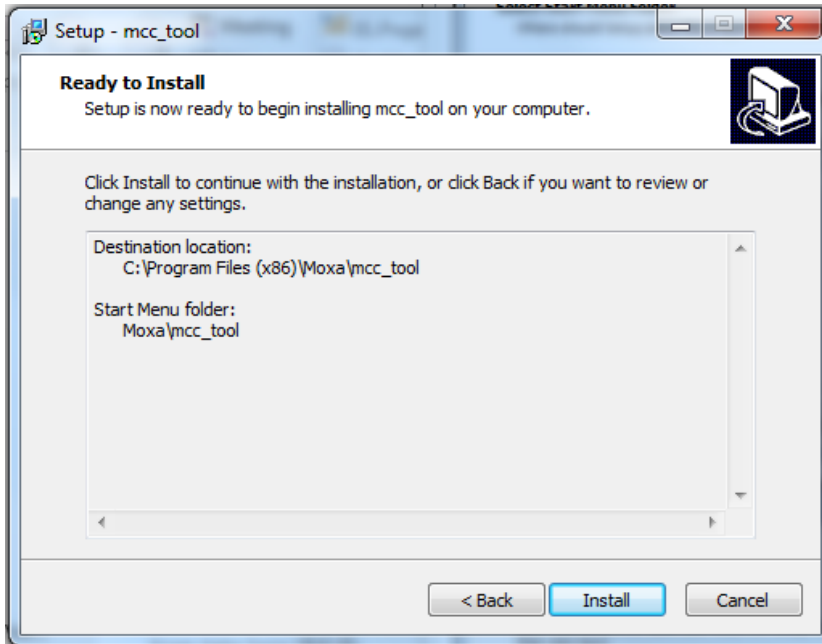 Setup - mcc_tool
Ready to Install
Setup is now ready to begin installing mcc_tool on your computer.
Click Install to continue with the installation, or click Back if you want to review or
change any settings.
Destination location:
C:\Program Files (x86)\Moxa\mcc_tool
Start Menu folder:
Moxa\mcc_tool
< Back
Install
Cancel